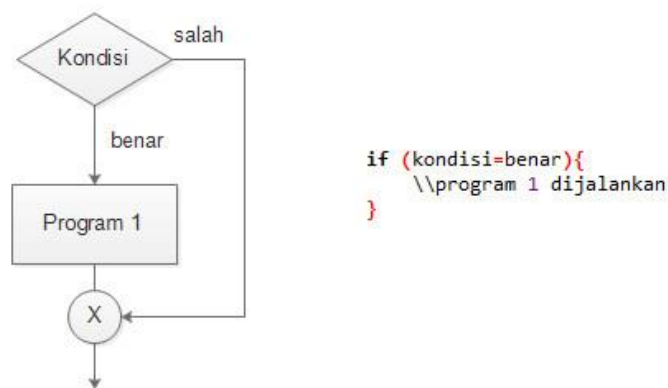 salah
Kondisi
benar
Program 1
X
if (kondisi=benar){
\\program 1 dijalankan
}